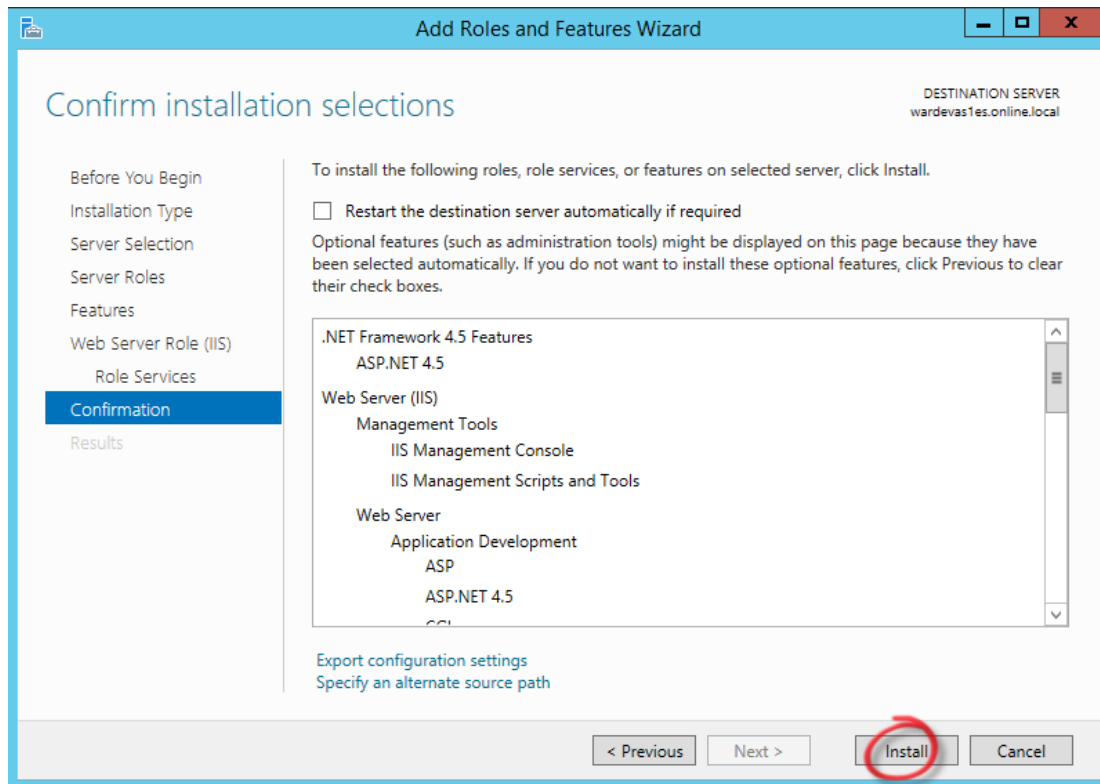 Add Roles and Features Wizard
Confirm installation selections
DESTINATION SERVER
wardevas1es.online.local
Before You Begin
Installation Type
Server Selection
Server Roles
Features
Web Server Role (IIS)
Role Services
Confirmation
Results
To install the following roles, role services, or features on selected server, click Install.
Restart the destination server automatically if required
Optional features (such as administration tools) might be displayed on this page because they have
been selected automatically. If you do not want to install these optional features, click Previous to clear
their check boxes.
.NET Framework 4.5 Features
ASP.NET 4.5
Web Server (IIS)
Management Tools
IIS Management Console
IIS Management Scripts and Tools
Web Server
Application Development
ASP
ASP.NET 4.5
Export configuration settings
Specify an alternate source path
< Previous
Next >
Install
Cancel